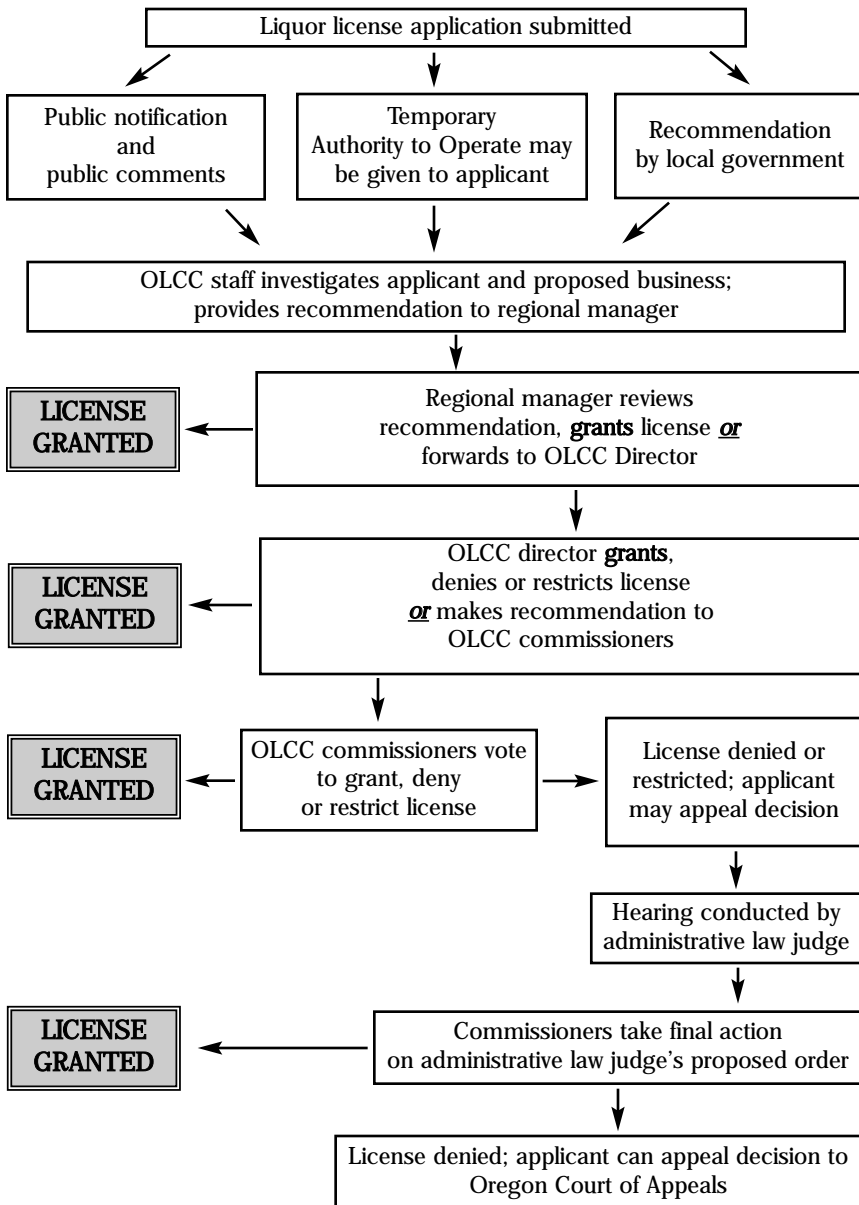 Liquor license application submitted
Public notification
and
public comments
Temporary
Authority to Operate may
be given to applicant
Recommendation
by local government
OLCC staff investigates applicant and proposed business;
provides recommendation to regional manager
LICENSE
GRANTED
Regional manager reviews
recommendation, grants license or
forwards to OLCC Director
LICENSE
GRANTED
OLCC director grants,
denies or restricts license
or makes recommendation to
OLCC commissioners
LICENSE
GRANTED
OLCC commissioners vote
to grant, deny
or restrict license
License denied or
restricted; applicant
may appeal decision
Hearing conducted by
administrative law judge
LICENSE
GRANTED
Commissioners take final action
on administrative law judge's proposed order
License denied; applicant can appeal decision to
Oregon Court of Appeals